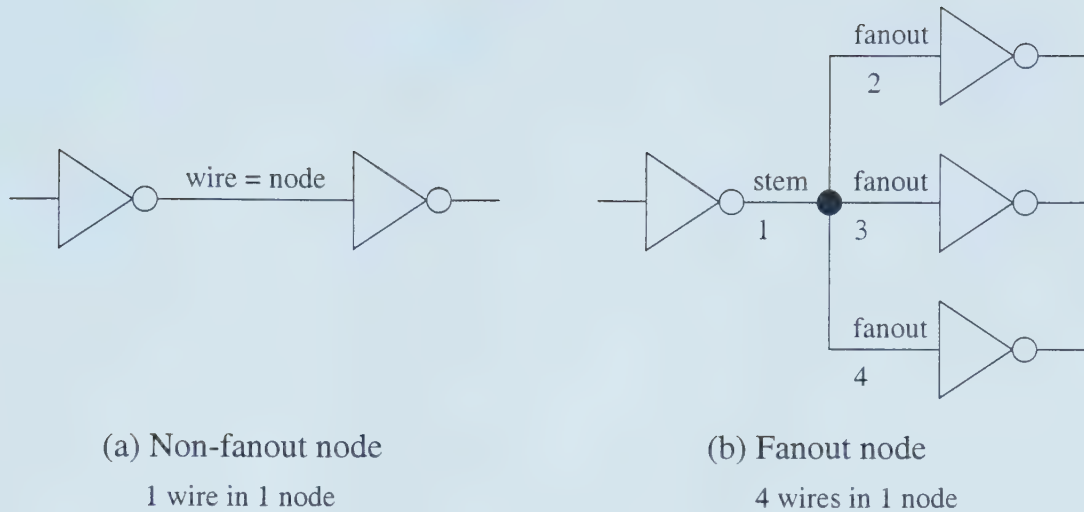 wire = node
(a) Non-fanout node
1 wire in 1 node
fanout
2
stem
1
fanout
3
fanout
4
(b) Fanout node
4 wires in 1 node